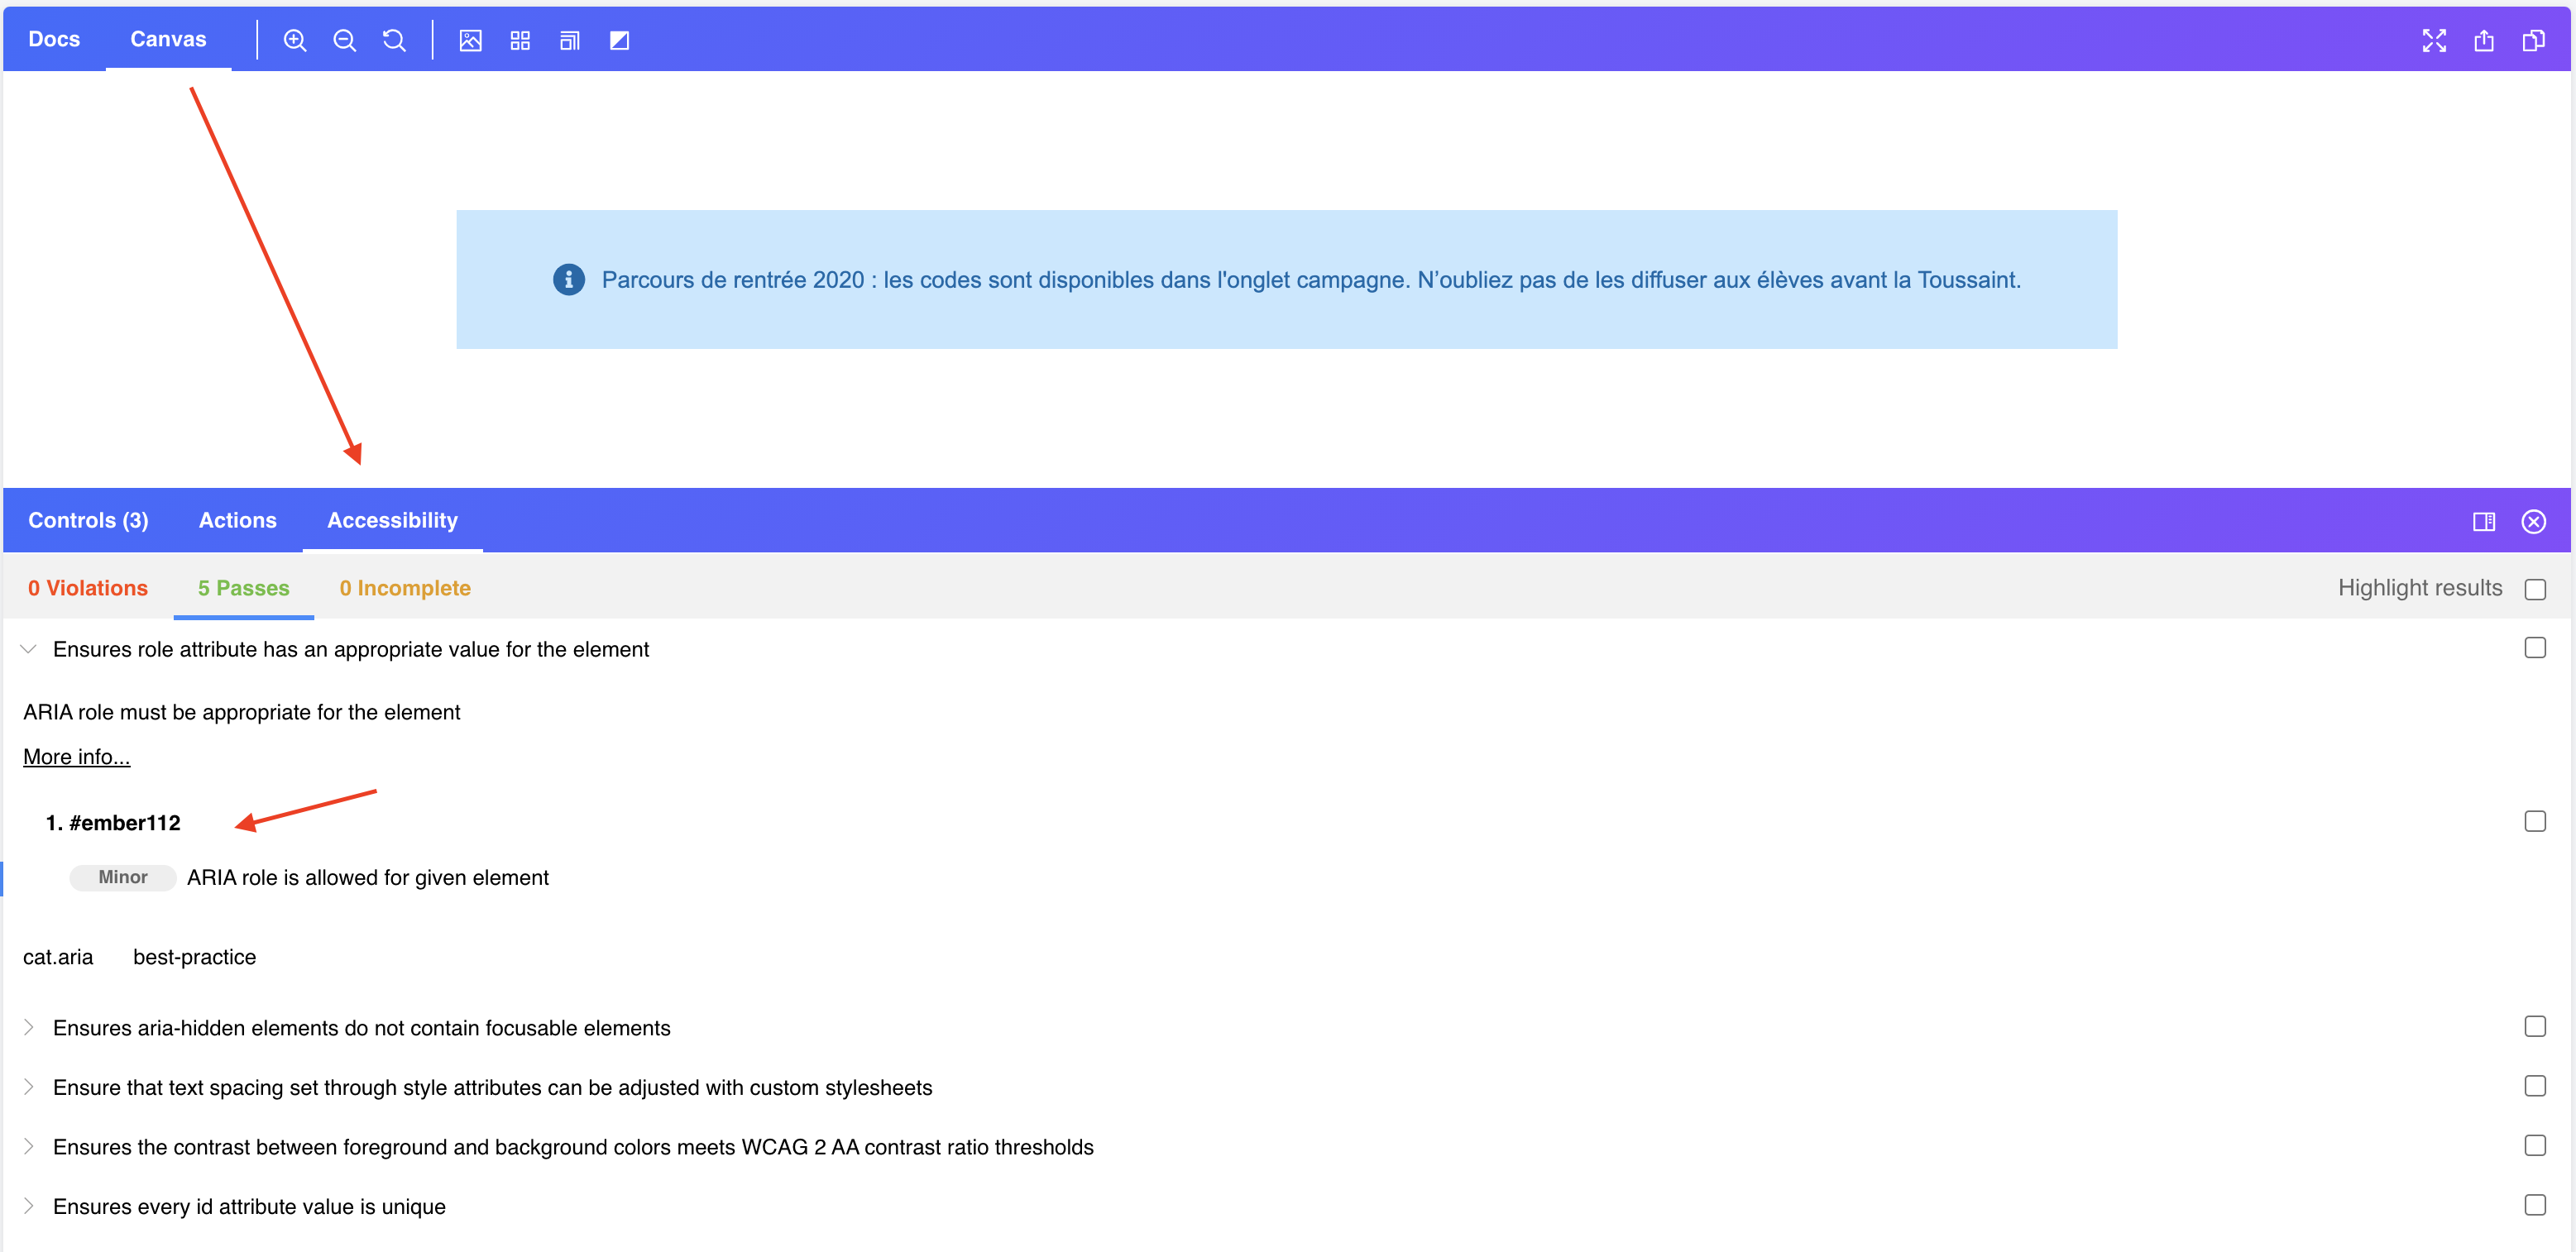 Docs Canvas
Parcours de rentrée 2020 : les codes sont disponibles dans l'onglet campagne. N’oubliez pas de les diffuser aux élèves avant la Toussaint.
Controls (3) Actions Accessibility
0 Violations 5 Passes 0 Incomplete Highlight results
Ensures role attribute has an appropriate value for the element
ARIA role must be appropriate for the element
More info...
1. #ember112
Minor ARIA role is allowed for given element
cat.aria best-practice
Ensures aria-hidden elements do not contain focusable elements
Ensure that text spacing set through style attributes can be adjusted with custom stylesheets
Ensures the contrast between foreground and background colors meets WCAG 2 AA contrast ratio thresholds
Ensures every id attribute value is unique